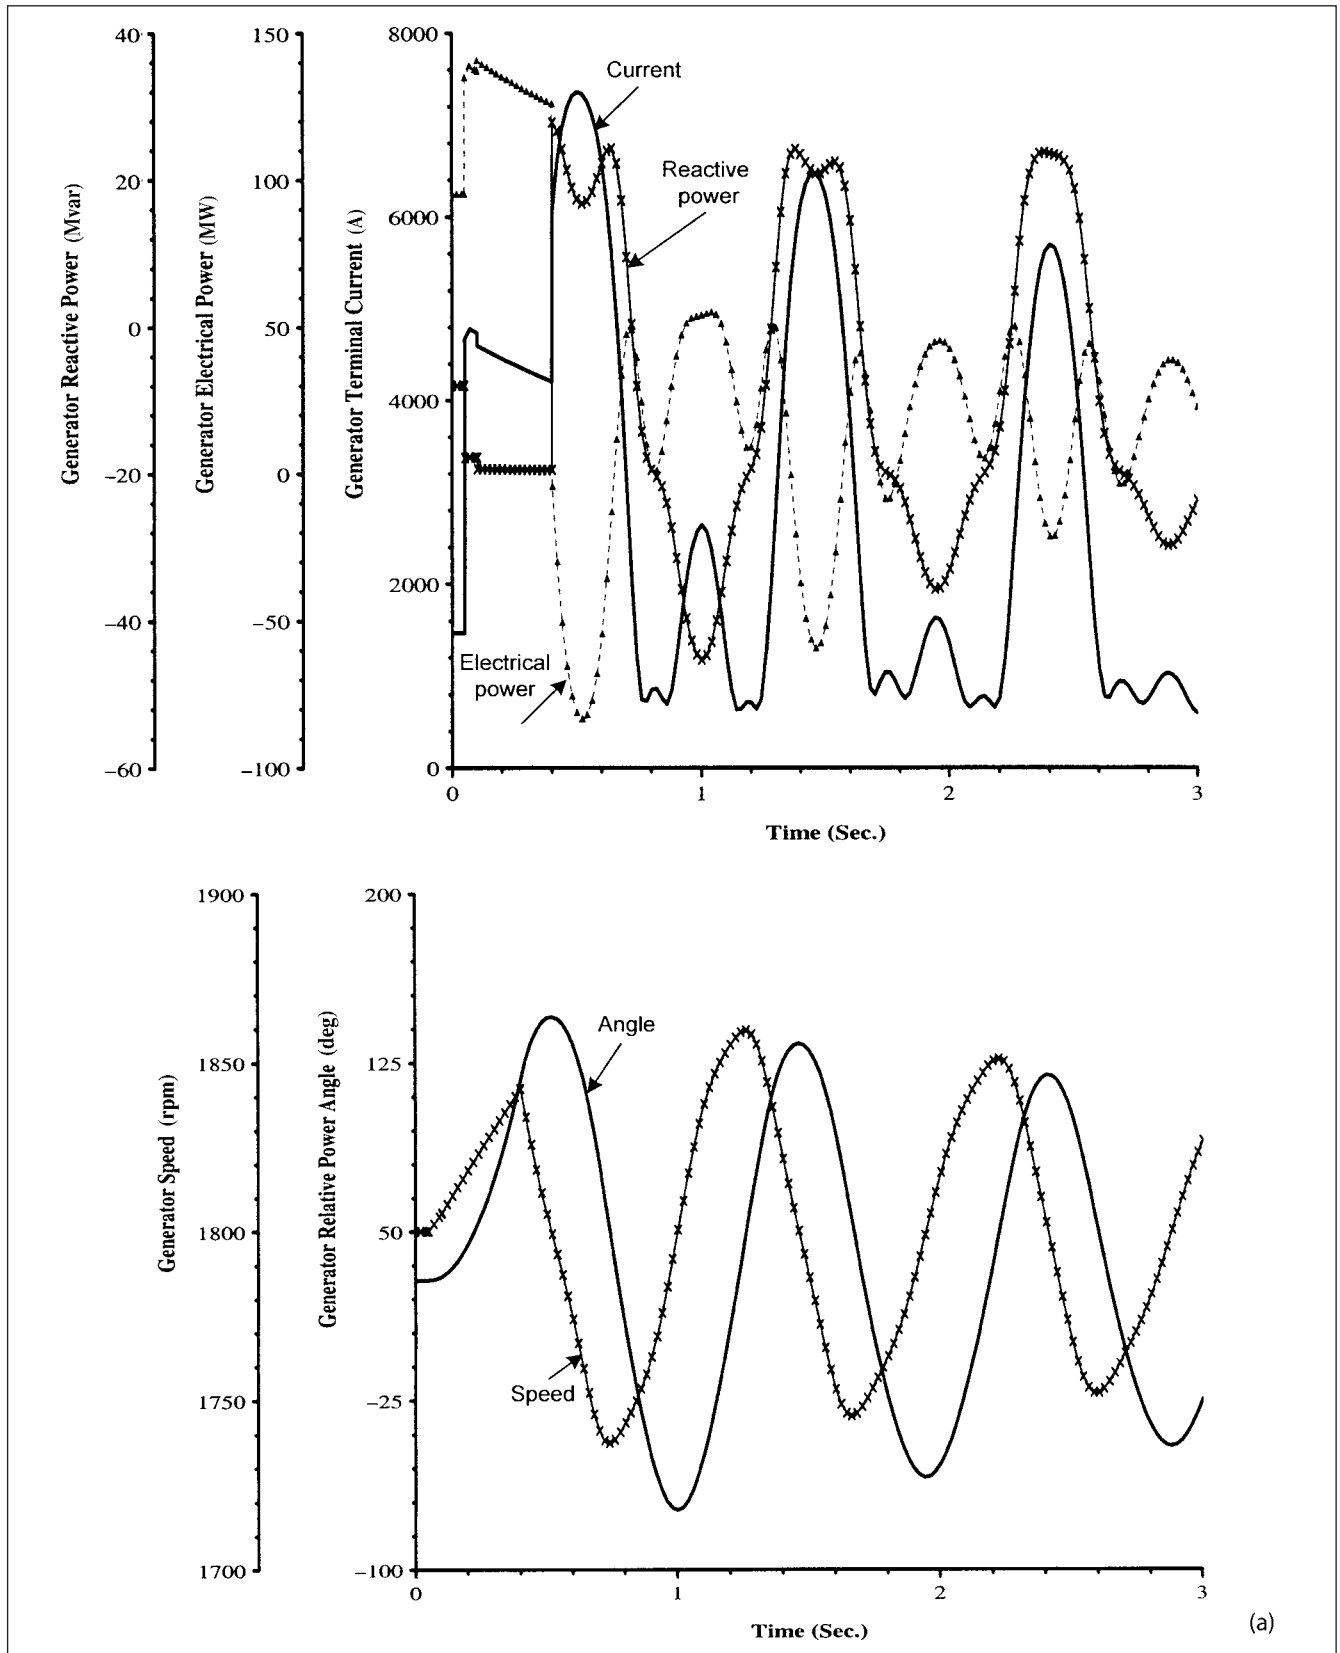 Generator Reactive Power (Mvar)
40
20
0
−20
−40
−60
Generator Electrical Power (MW)
150
100
50
0
−50
−100
Generator Terminal Current (A)
8000
6000
4000
2000
0
Current
Reactive
power
Electrical
power
0
1
2
3
Time (Sec.)
Generator Speed (rpm)
1900
1850
1800
1750
1700
Generator Relative Power Angle (deg)
200
125
50
−25
−100
Angle
Speed
0
1
2
3
Time (Sec.)
(a)